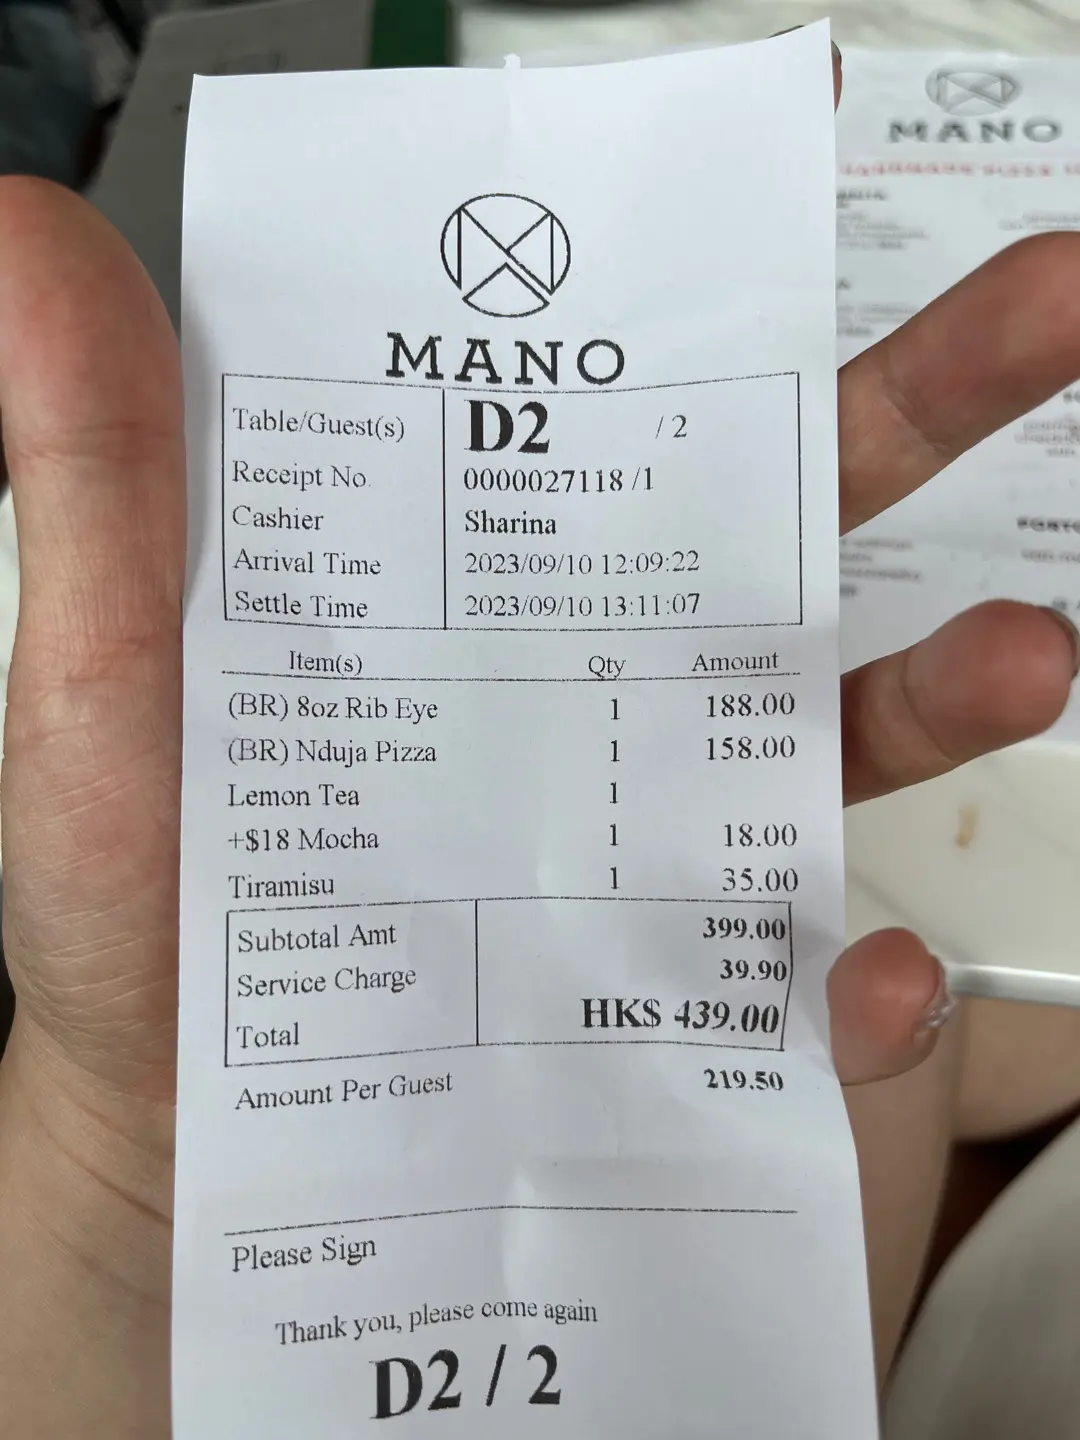 MANO
Table/Guest(s) D2 / 2
Receipt No. 0000027118 /1
Cashier Sharina
Arrival Time 2023/09/10 12:09:22
Settle Time 2023/09/10 13:11:07
Item(s) Qty Amount
(BR) 8oz Rib Eye 1 188.00
(BR) Nduja Pizza 1 158.00
Lemon Tea 1
+$18 Mocha 1 18.00
Tiramisu 1 35.00
Subtotal Amt 399.00
Service Charge 39.90
Total HK$ 439.00
Amount Per Guest 219.50
Please Sign
Thank you, please come again
D2 / 2
MANO